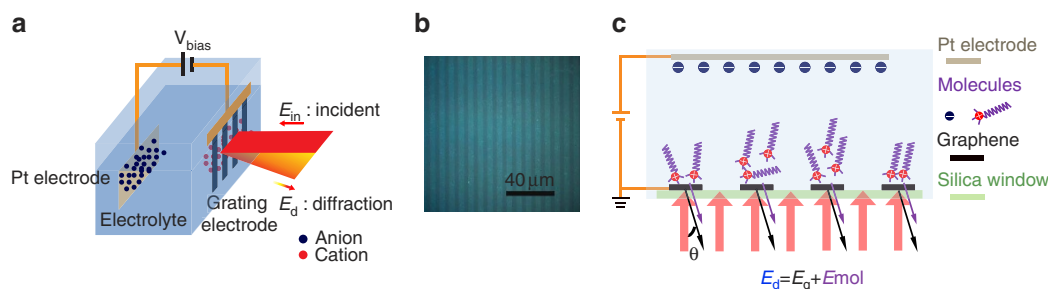 a
V_bias
E_in : incident
Pt electrode
Electrolyte
Grating
electrode
E_d : diffraction
Anion
Cation
b
40 µm
c
Pt electrode
Molecules
Graphene
Silica window
θ
E_d=E_g+Emol